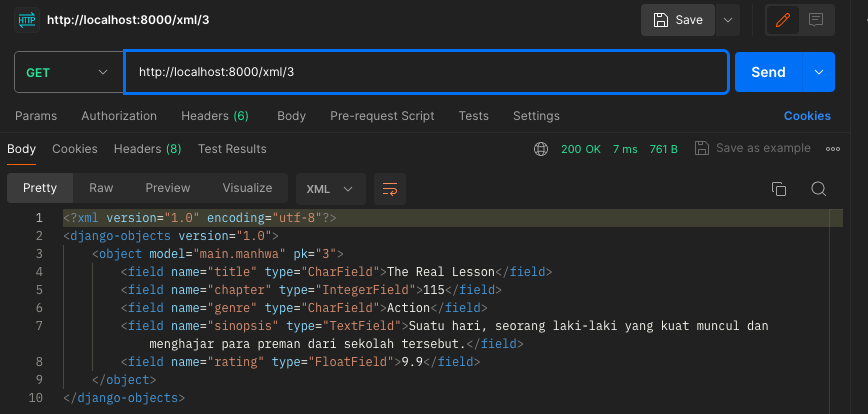 HTTP http://localhost:8000/xml/3 Save
GET http://localhost:8000/xml/3 Send
Params Authorization Headers (6) Body Pre-request Script Tests Settings Cookies
Body Cookies Headers (8) Test Results 200 OK 7 ms 761 B Save as example
Pretty Raw Preview Visualize XML
1 <?xml version="1.0" encoding="utf-8"?>
2 <django-objects version="1.0">
3 <object model="main.manhwa" pk="3">
4 <field name="title" type="CharField">The Real Lesson</field>
5 <field name="chapter" type="IntegerField">115</field>
6 <field name="genre" type="CharField">Action</field>
7 <field name="sinopsis" type="TextField">Suatu hari, seorang laki-laki yang kuat muncul dan
menghajar para preman dari sekolah tersebut.</field>
8 <field name="rating" type="FloatField">9.9</field>
9 </object>
10 </django-objects>